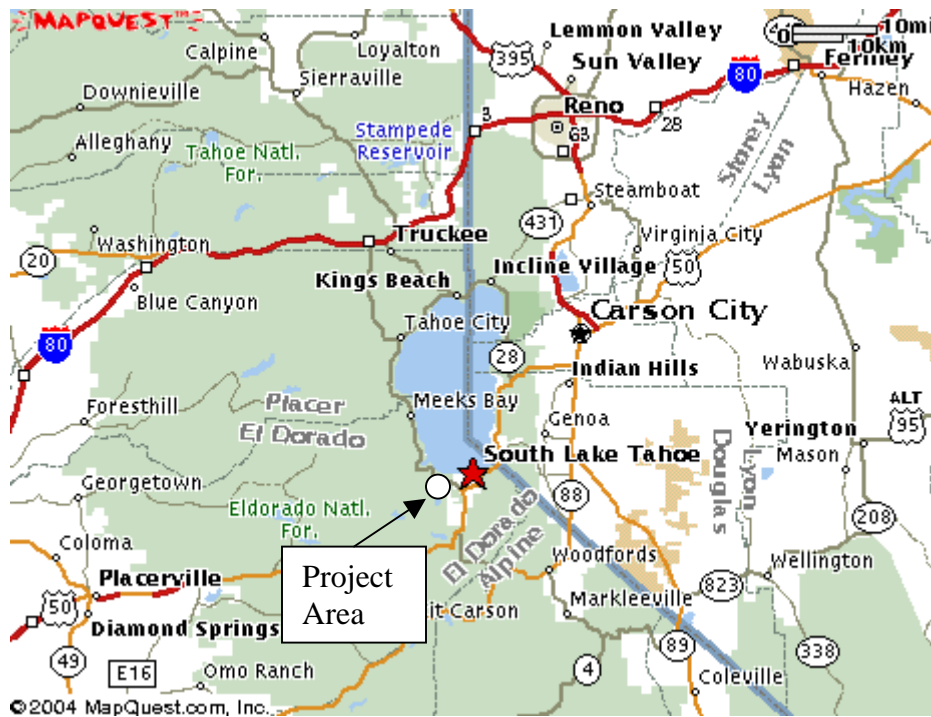 MAPQUEST
Calpine
Loyalton
395
Lemmon Valley
Sun Valley
80
10mi
0
10km
Fernley
Hazen
Downieville
Sierraville
Reno
3
63
28
Stampede
Reservoir
Alleghany
Tahoe Natl.
For.
Storey
Lyon
Steamboat
431
Virginia City
50
Truckee
20
Washington
Blue Canyon
Kings Beach
Incline Village
Carson City
Tahoe City
28
80
Indian Hills
Wabuska
Foresthill
Placer
El Dorado
Meeks Bay
Genoa
ALT
95
Yerington
Mason
Douglas
Lyon
South Lake Tahoe
Georgetown
Eldorado Natl.
For.
88
208
El Dorado
Alpine
Coloma
Project
Area
Woodfords
Wellington
823
Placerville
50
it Carson
Markleeville
Diamond Springs
338
49
E16
Omo Ranch
4
89
Coleville
©2004 MapQuest.com, Inc.